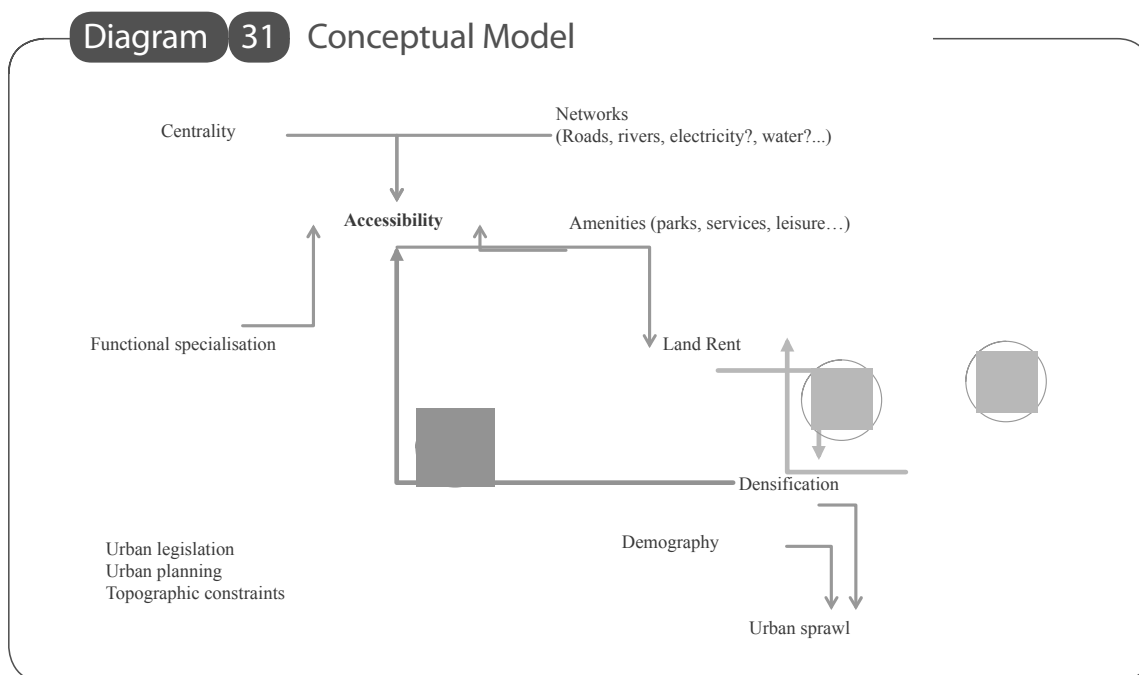 Diagram 31 Conceptual Model
Networks
Centrality
(Roads, rivers, electricity?, water?...)
Accessibility
Amenities (parks, services, leisure…)
Functional specialisation
Land Rent
Densification
Demography
Urban legislation
Urban planning
Topographic constraints
Urban sprawl